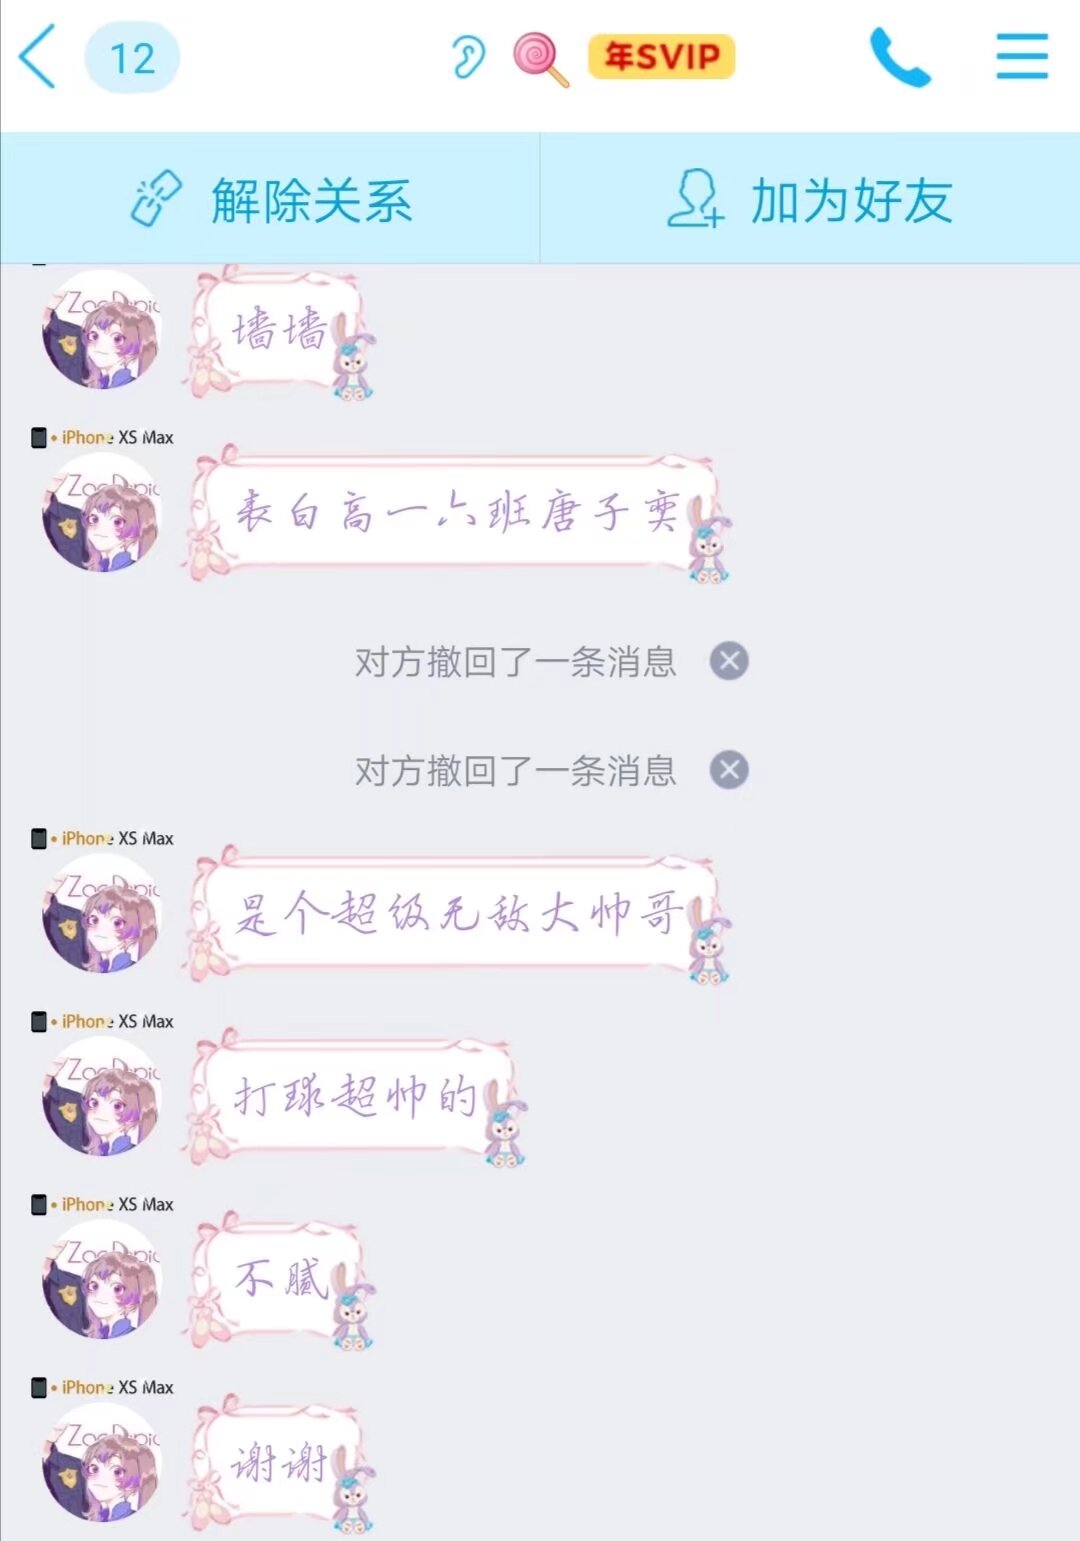 12
年SVIP
解除关系
加为好友
墙墙
iPhone XS Max
表白高一六班唐子奕
对方撤回了一条消息
对方撤回了一条消息
iPhone XS Max
是个超级无敌大帅哥
iPhone XS Max
打球超帅的
iPhone XS Max
不腻
iPhone XS Max
谢谢